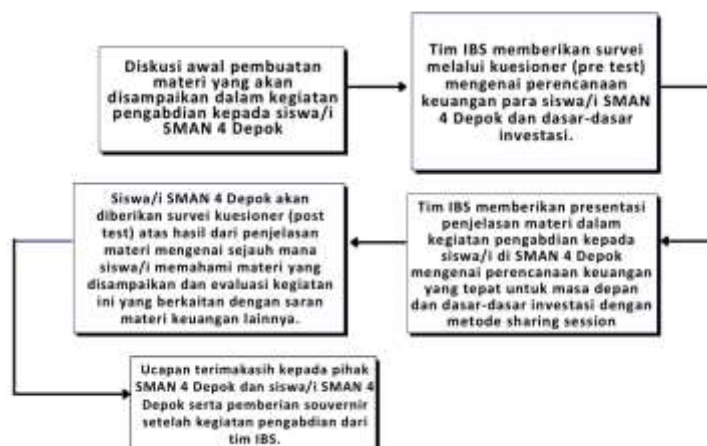 Diskusi awal pembuatan
materi yang akan
disampaikan dalam kegiatan
pengabdian kepada siswa/i
SMAN 4 Depok
Tim IBS memberikan survei
melalui kuesioner (pre test)
mengenai perencanaan
keuangan para siswa/i SMAN
4 Depok dan dasar-dasar
investasi.
Tim IBS memberikan presentasi
penjelasan materi dalam
kegiatan pengabdian kepada
siswa/i di SMAN 4 Depok
mengenai perencanaan keuangan
yang tepat untuk masa depan
dan dasar-dasar investasi dengan
metode sharing session
Siswa/i SMAN 4 Depok akan
diberikan survei kuesioner (post
test) atas hasil dari penjelasan
materi mengenai sejauh mana
siswa/i memahami materi yang
disampaikan dan evaluasi kegiatan
ini yang berkaitan dengan saran
materi keuangan lainnya.
Ucapan terimakasih kepada pihak
SMAN 4 Depok dan siswa/i SMAN 4
Depok serta pemberian souvernir
setelah kegiatan pengabdian dari
tim IBS.